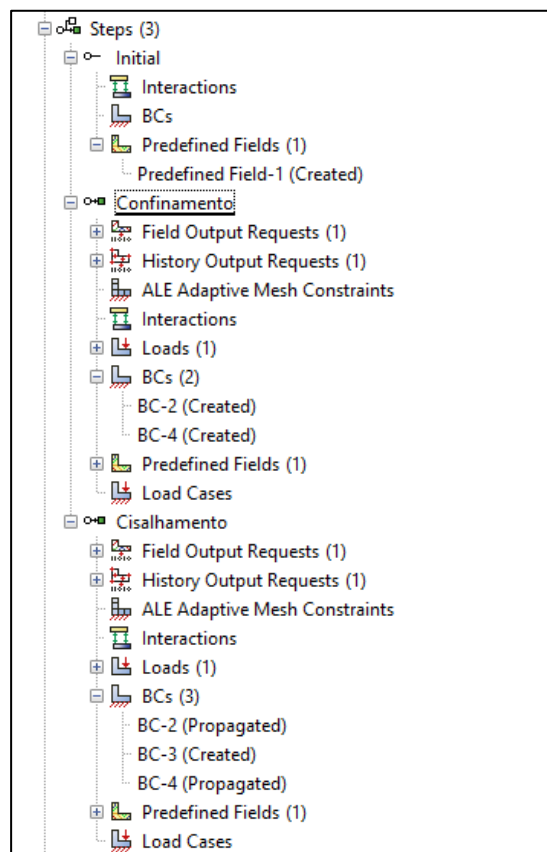 Steps (3)
Initial
Interactions
BCs
Predefined Fields (1)
Predefined Field-1 (Created)
Confinamento
Field Output Requests (1)
History Output Requests (1)
ALE Adaptive Mesh Constraints
Interactions
Loads (1)
BCs (2)
BC-2 (Created)
BC-4 (Created)
Predefined Fields (1)
Load Cases
Cisalhamento
Field Output Requests (1)
History Output Requests (1)
ALE Adaptive Mesh Constraints
Interactions
Loads (1)
BCs (3)
BC-2 (Propagated)
BC-3 (Created)
BC-4 (Propagated)
Predefined Fields (1)
Load Cases